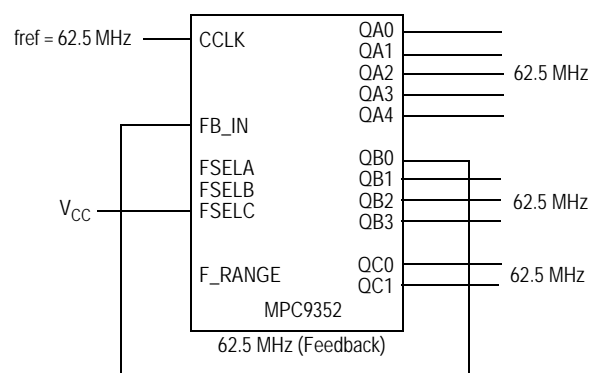 fref = 62.5 MHz
CCLK
FB_IN
FSELA
FSELB
VCC
FSELC
F_RANGE
QA0
QA1
QA2
QA3
QA4
62.5 MHz
QB0
QB1
QB2
QB3
62.5 MHz
QC0
QC1
62.5 MHz
MPC9352
62.5 MHz (Feedback)